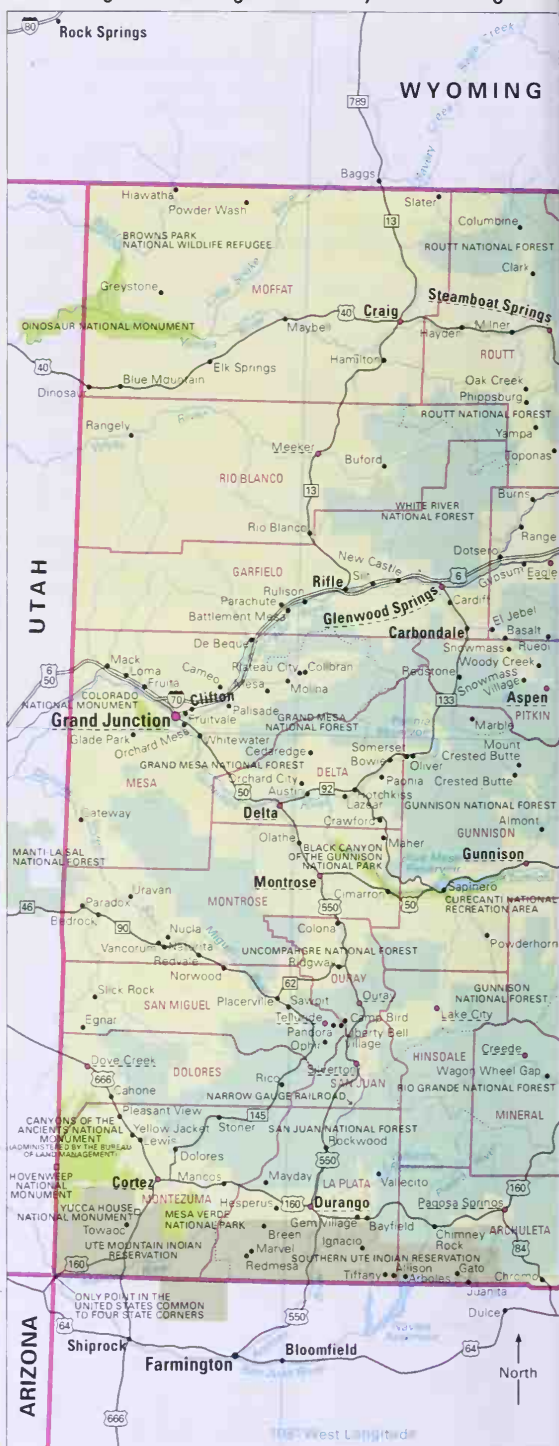 80
Rock Springs
WYOMING
789
Baggs
Hiawatha
Powder Wash
Slater
Columbine
BROWNS PARK
NATIONAL WILDLIFE REFUGEE
13
ROUTT NATIONAL FOREST
Clark
Greystone
MOFFAT
Steamboat Springs
DINOSAUR NATIONAL MONUMENT
Maybell
40
Craig
Hayden
Milner
40
Elk Springs
Hamilton
ROUTT
Dinosaur
Blue Mountain
Oak Creek
Phippsburg
ROUTT NATIONAL FOREST
Rangely
River
Yampa
Meeker
Buford
Toponas
RIO BLANCO
13
WHITE RIVER
NATIONAL FOREST
Burns
Rio Blanco
Range
UTAH
GARFIELD
New Castle
Dotsero
6
Rifle
Silt
Gypsum
Eagle
Rulison
Parachute
Glenwood Springs
Battlement Mesa
Cardiff
De Beque
Carbondale
El Jebel
Basalt
6
50
Mack
Loma
Fruita
Cameo
Plateau City
Collbran
Snowmass
Ruedi
Mesa
Molina
Redstone
Woody Creek
COLORADO
NATIONAL MONUMENT
70
Clifton
Palisade
133
Snowmass
Village
Aspen
PITKIN
Grand Junction
Fruitvale
GRAND MESA
NATIONAL FOREST
Marble
Glade Park
Orchard Mesa
Whitewater
Cedaredge
Somerset
Mount
Crested Butte
GRAND MESA NATIONAL FOREST
Bowie
Oliver
MESA
Orchard City
DELTA
Paonia
Crested Butte
50
Austin
92
Hotchkiss
Lazear
GUNNISON NATIONAL FOREST
Delta
Crawford
Almont
Gateway
Olathe
Maher
GUNNISON
MANTI-LA SAL
NATIONAL FOREST
BLACK CANYON
OF THE GUNNISON
NATIONAL PARK
Gunnison
Uravan
Montrose
Cimarron
Sapinero
46
Paradox
MONTROSE
50
CURECANTI NATIONAL
RECREATION AREA
Bedrock
90
Nucla
550
Colona
Vancorum
Naturita
Powderhorn
Redvale
UNCOMPAHGRE NATIONAL FOREST
Norwood
Ridgway
62
OURAY
GUNNISON
NATIONAL FOREST
Slick Rock
SAN MIGUEL
Placerville
Sawpit
Ouray
Telluride
Camp Bird
Lake City
Egnar
Pandora
Liberty Bell
Village
Ophir
Creede
Dove Creek
DOLORES
Silverton
HINSDALE
Wagon Wheel Gap
666
Rico
SAN JUAN
RIO GRANDE NATIONAL FOREST
Cahone
NARROW GAUGE RAILROAD
MINERAL
Pleasant View
145
CANYONS OF THE
ANCIENTS NATIONAL
MONUMENT
(ADMINISTERED BY THE BUREAU
OF LAND MANAGEMENT)
Yellow Jacket
Stoner
SAN JUAN NATIONAL FOREST
Lewis
Rockwood
Dolores
550
HOVENWEEP
NATIONAL
MONUMENT
Cortez
Mancos
Mayday
LA PLATA
Vallecito
160
MONTEZUMA
Hesperus
160
Durango
Pagosa Springs
YUCCA HOUSE
NATIONAL MONUMENT
MESA VERDE
NATIONAL PARK
Gem Village
Bayfield
ARCHULETA
Towaoc
Breen
Chimney
Rock
84
UTE MOUNTAIN INDIAN
RESERVATION
Marvel
Ignacio
Redmesa
SOUTHERN UTE INDIAN RESERVATION
160
Allison
Gato
Tiffany
Arboles
Chromo
Juanita
ONLY POINT IN THE
UNITED STATES COMMON
TO FOUR STATE CORNERS
550
Dulce
64
64
ARIZONA
Shiprock
Farmington
Bloomfield
North
666
108° West Longitude